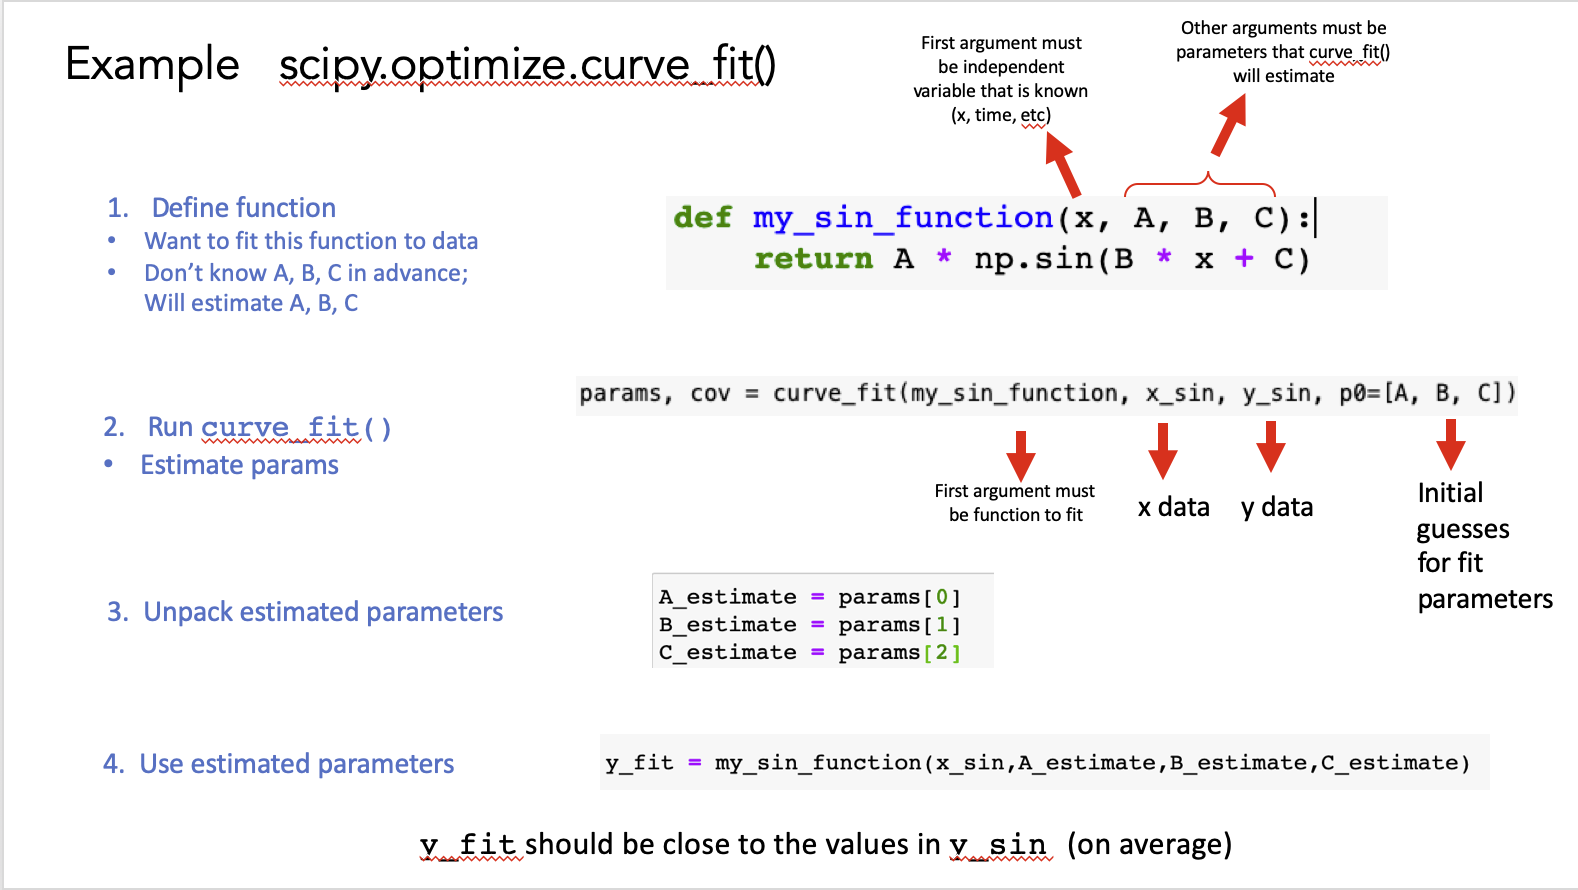 Example scipy.optimize.curve_fit()
First argument must
be independent
variable that is known
(x, time, etc)
Other arguments must be
parameters that curve_fit()
will estimate
1. Define function
• Want to fit this function to data
• Don't know A, B, C in advance;
Will estimate A, B, C
def my_sin_function(x, A, B, C):
return A * np.sin(B * x + C)
2. Run curve_fit()
• Estimate params
params, cov = curve_fit(my_sin_function, x_sin, y_sin, p0=[A, B, C])
First argument must
be function to fit
x data
y data
Initial
guesses
for fit
parameters
3. Unpack estimated parameters
A_estimate = params[0]
B_estimate = params[1]
C_estimate = params[2]
4. Use estimated parameters
y_fit = my_sin_function(x_sin,A_estimate,B_estimate,C_estimate)
y_fit should be close to the values in y_sin (on average)